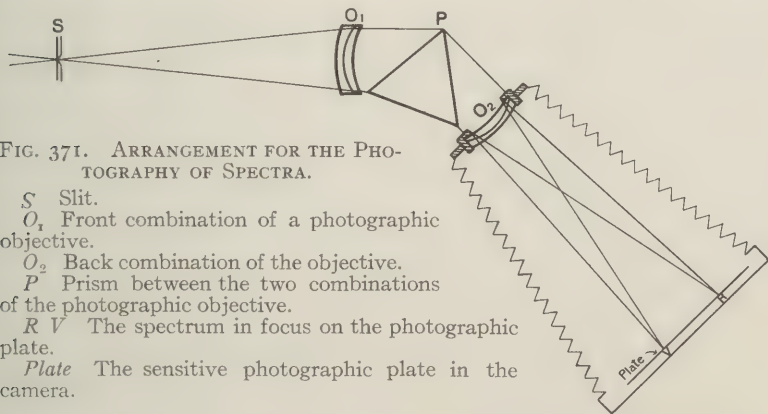 S
O₁
P
O₂
FIG. 371. ARRANGEMENT FOR THE PHO-
TOGRAPHY OF SPECTRA.
S Slit.
O₁ Front combination of a photographic
objective.
O₂ Back combination of the objective.
P Prism between the two combinations
of the photographic objective.
R V The spectrum in focus on the photographic
plate.
Plate The sensitive photographic plate in the
camera.
Plate